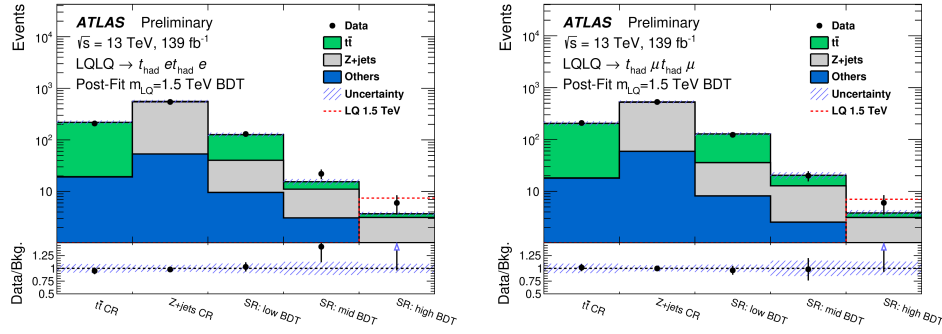 Events
ATLAS Preliminary
√s = 13 TeV, 139 fb⁻¹
LQLQ → t_had e t_had e
Post-Fit m_LQ=1.5 TeV BDT
Data
tt̄
Z+jets
Others
Uncertainty
LQ 1.5 TeV
10⁴
10³
10²
10
Data/Bkg.
1.25
1
0.75
0.5
tt̄ CR
Z+jets CR
SR: low BDT
SR: mid BDT
SR: high BDT
Events
ATLAS Preliminary
√s = 13 TeV, 139 fb⁻¹
LQLQ → t_had μ t_had μ
Post-Fit m_LQ=1.5 TeV BDT
Data
tt̄
Z+jets
Others
Uncertainty
LQ 1.5 TeV
10⁴
10³
10²
10
Data/Bkg.
1.25
1
0.75
0.5
tt̄ CR
Z+jets CR
SR: low BDT
SR: mid BDT
SR: high BDT